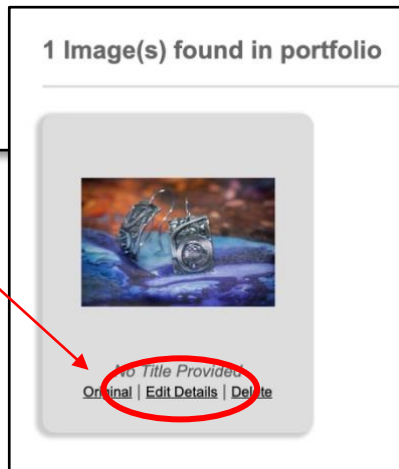 1 Image(s) found in portfolio
No Title Provided
Original | Edit Details | Delete